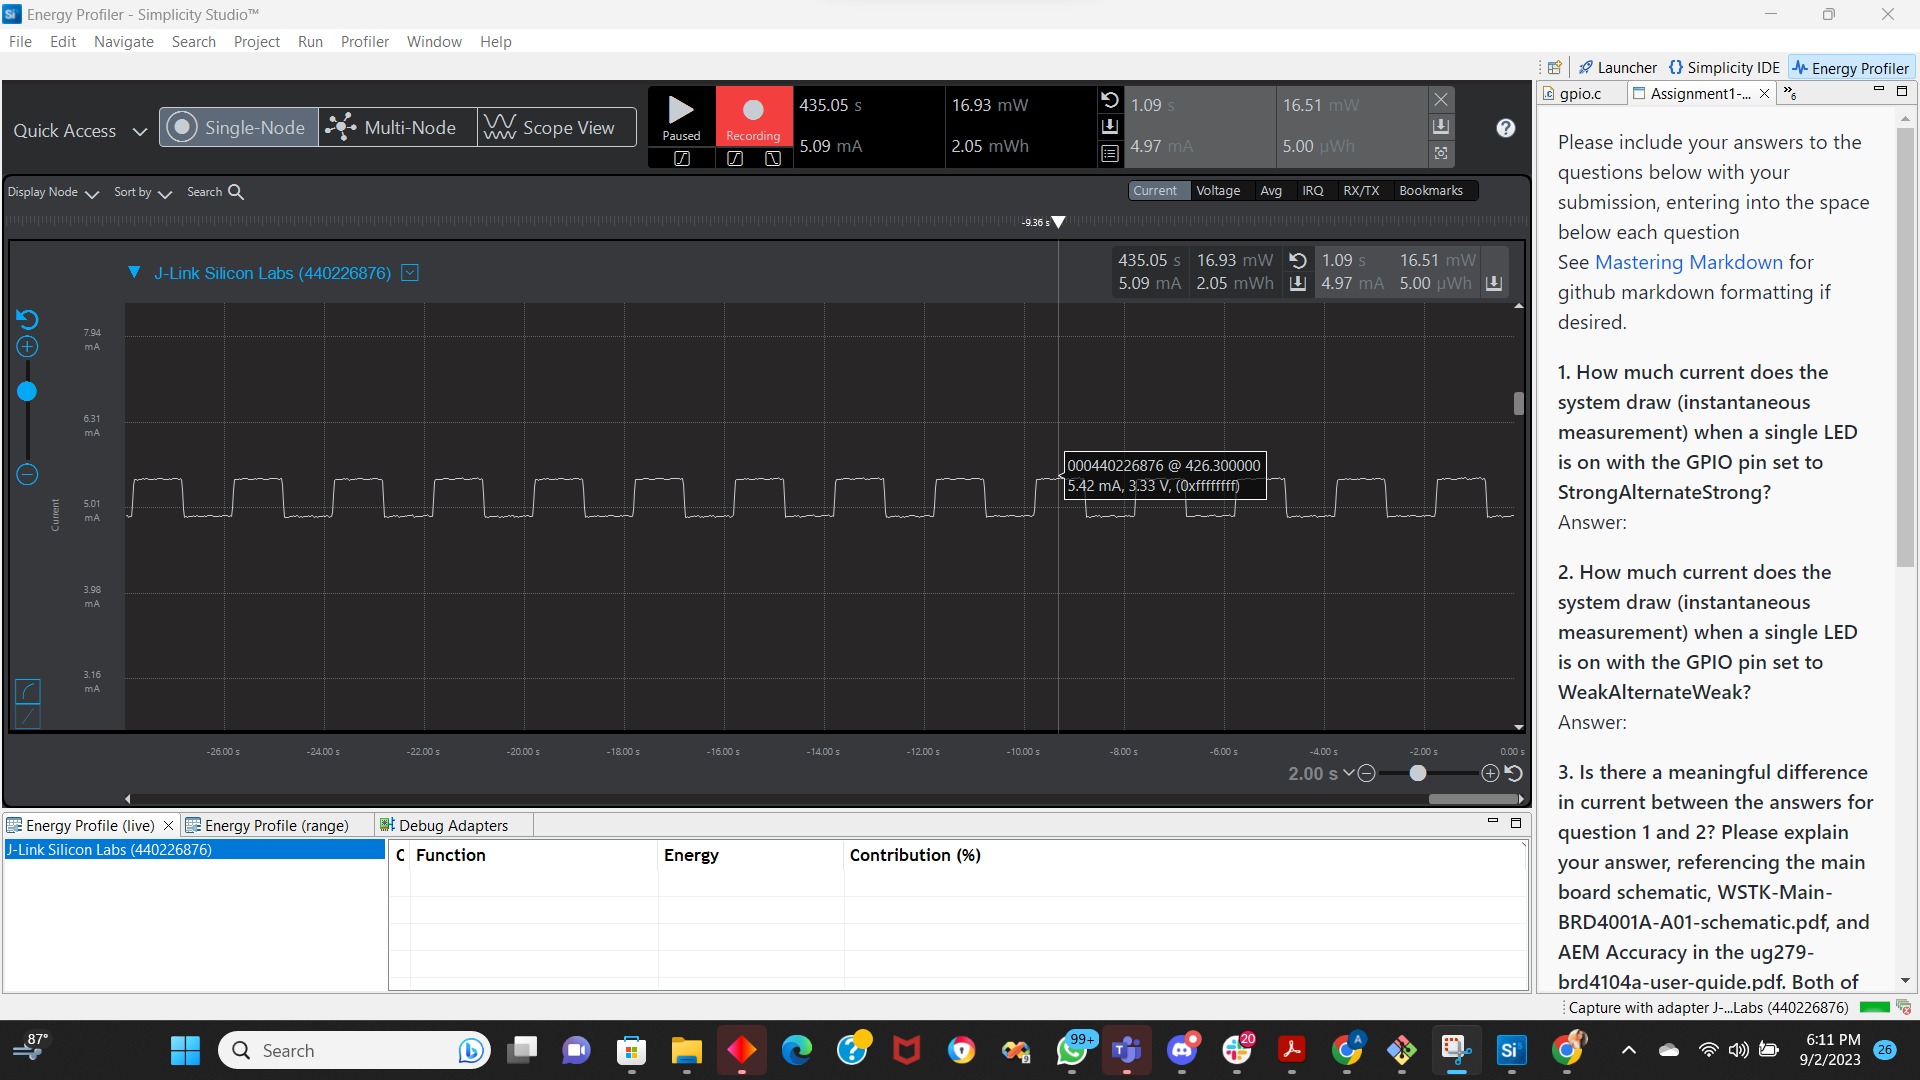 Energy Profiler - Simplicity Studio™
File Edit Navigate Search Project Run Profiler Window Help
Launcher Simplicity IDE Energy Profiler
Quick Access Single-Node Multi-Node Scope View
Paused Recording
435.05 s 16.93 mW 1.09 s 16.51 mW
5.09 mA 2.05 mWh 4.97 mA 5.00 µWh
Display Node Sort by Search
Current Voltage Avg IRQ RX/TX Bookmarks
-9.36 s
J-Link Silicon Labs (440226876)
435.05 s 16.93 mW 1.09 s 16.51 mW
5.09 mA 2.05 mWh 4.97 mA 5.00 µWh
7.94
mA
6.31
mA
5.01
mA
3.98
mA
3.16
mA
Current
000440226876 @ 426.300000
5.42 mA, 3.33 V, (0xffffffff)
-26.00 s -24.00 s -22.00 s -20.00 s -18.00 s -16.00 s -14.00 s -12.00 s -10.00 s -8.00 s -6.00 s -4.00 s -2.00 s 0.00 s
2.00 s
Energy Profile (live) Energy Profile (range) Debug Adapters
J-Link Silicon Labs (440226876)
C Function Energy Contribution (%)
gpio.c Assignment1-... »6
Please include your answers to the
questions below with your
submission, entering into the space
below each question
See Mastering Markdown for
github markdown formatting if
desired.
1. How much current does the
system draw (instantaneous
measurement) when a single LED
is on with the GPIO pin set to
StrongAlternateStrong?
Answer:
2. How much current does the
system draw (instantaneous
measurement) when a single LED
is on with the GPIO pin set to
WeakAlternateWeak?
Answer:
3. Is there a meaningful difference
in current between the answers for
question 1 and 2? Please explain
your answer, referencing the main
board schematic, WSTK-Main-
BRD4001A-A01-schematic.pdf, and
AEM Accuracy in the ug279-
brd4104a-user-guide.pdf. Both of
Capture with adapter J-...Labs (440226876)
87°
Search
99+
20
6:11 PM
9/2/2023
26